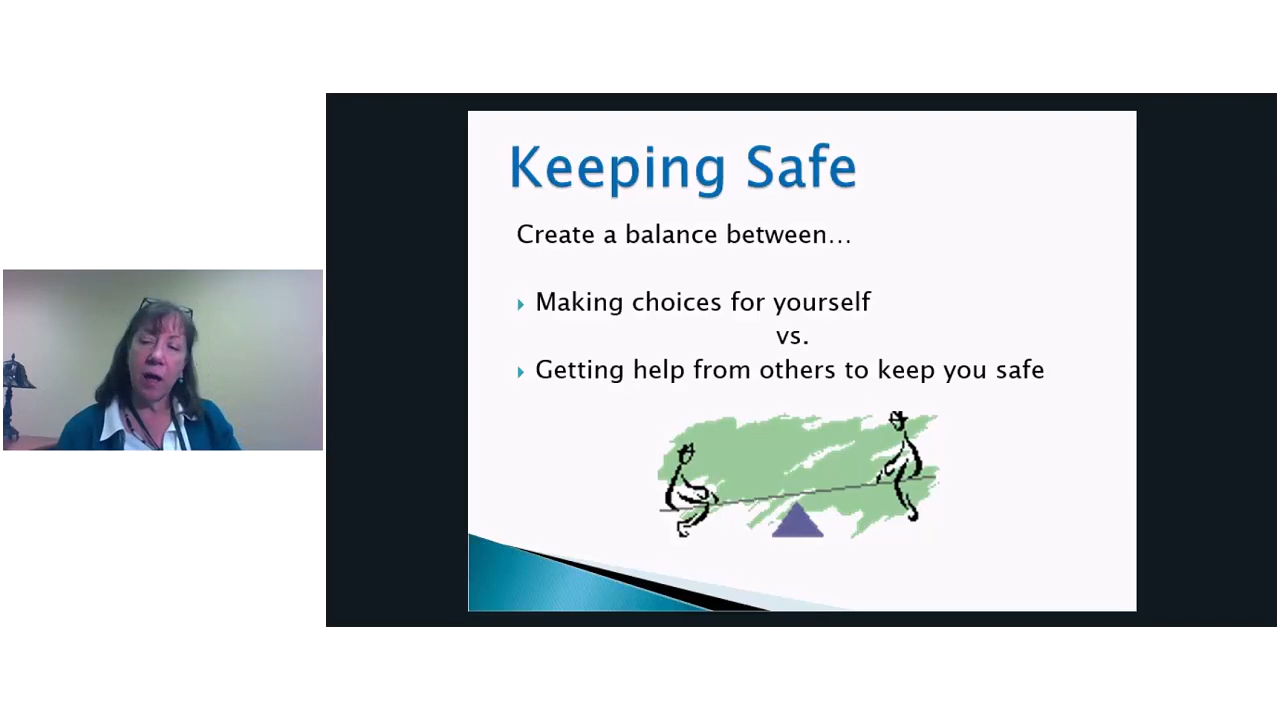 Keeping Safe
Create a balance between…
Making choices for yourself
vs.
Getting help from others to keep you safe